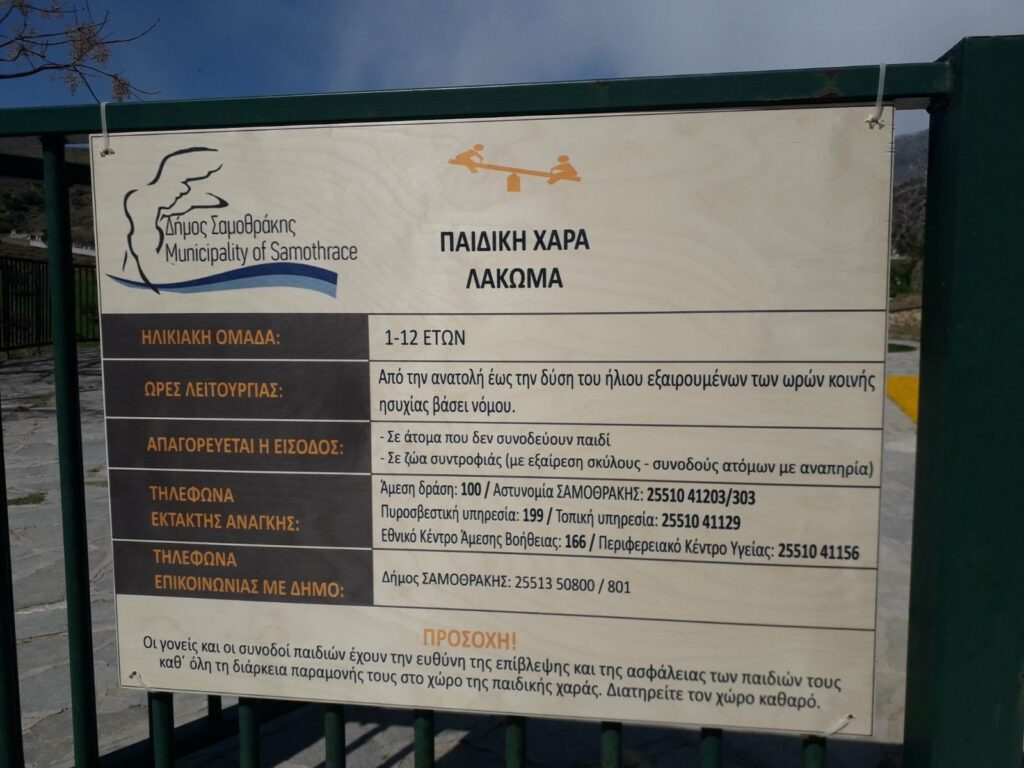 Δήμος Σαμοθράκης
Municipality of Samothrace
ΠΑΙΔΙΚΗ ΧΑΡΑ
ΛΑΚΩΜΑ
ΗΛΙΚΙΑΚΗ ΟΜΑΔΑ:
1-12 ΕΤΩΝ
ΩΡΕΣ ΛΕΙΤΟΥΡΓΙΑΣ:
Από την ανατολή έως την δύση του ήλιου εξαιρουμένων των ωρών κοινής
ησυχίας βάσει νόμου.
ΑΠΑΓΟΡΕΥΕΤΑΙ Η ΕΙΣΟΔΟΣ:
- Σε άτομα που δεν συνοδεύουν παιδί
- Σε ζώα συντροφιάς (με εξαίρεση σκύλους - συνοδούς ατόμων με αναπηρία)
ΤΗΛΕΦΩΝΑ
ΕΚΤΑΚΤΗΣ ΑΝΑΓΚΗΣ:
Άμεση δράση: 100 / Αστυνομία ΣΑΜΟΘΡΑΚΗΣ: 25510 41203/303
Πυροσβεστική υπηρεσία: 199 / Τοπική υπηρεσία: 25510 41129
Εθνικό Κέντρο Άμεσης Βοήθειας: 166 / Περιφερειακό Κέντρο Υγείας: 25510 41156
ΤΗΛΕΦΩΝΑ
ΕΠΙΚΟΙΝΩΝΙΑΣ ΜΕ ΔΗΜΟ:
Δήμος ΣΑΜΟΘΡΑΚΗΣ: 25513 50800 / 801
ΠΡΟΣΟΧΗ!
Οι γονείς και οι συνοδοί παιδιών έχουν την ευθύνη της επίβλεψης και της ασφάλειας των παιδιών τους
καθ΄ όλη τη διάρκεια παραμονής τους στο χώρο της παιδικής χαράς. Διατηρείτε τον χώρο καθαρό.